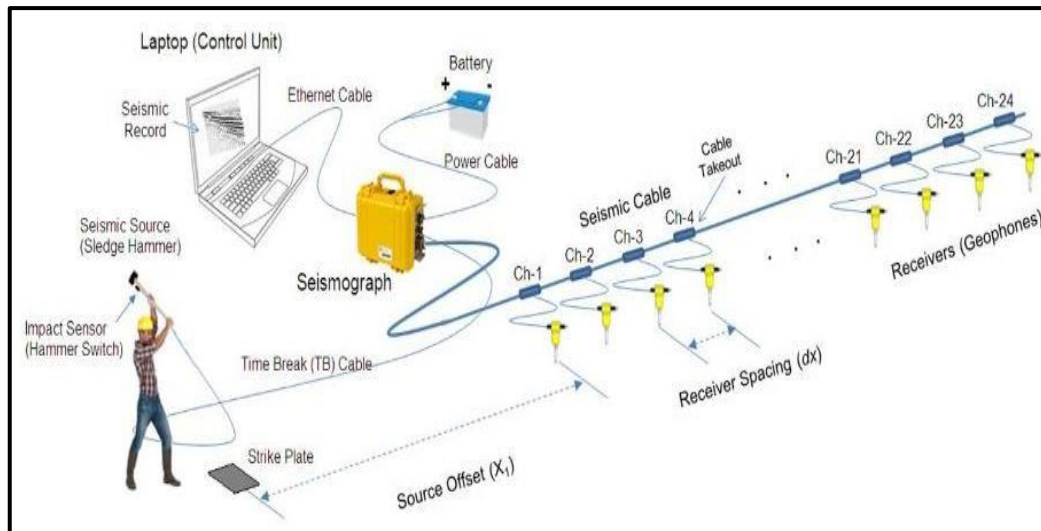 Laptop (Control Unit)
Seismic
Record
Ethernet Cable
Battery
+ -
Power Cable
Seismic Source
(Sledge Hammer)
Impact Sensor
(Hammer Switch)
Seismograph
Time Break (TB) Cable
Strike Plate
Source Offset (X₁)
Seismic Cable
Cable
Takeout
Ch-1
Ch-2
Ch-3
Ch-4
. . .
Ch-21
Ch-22
Ch-23
Ch-24
. . .
Receivers (Geophones)
Receiver Spacing (dx)